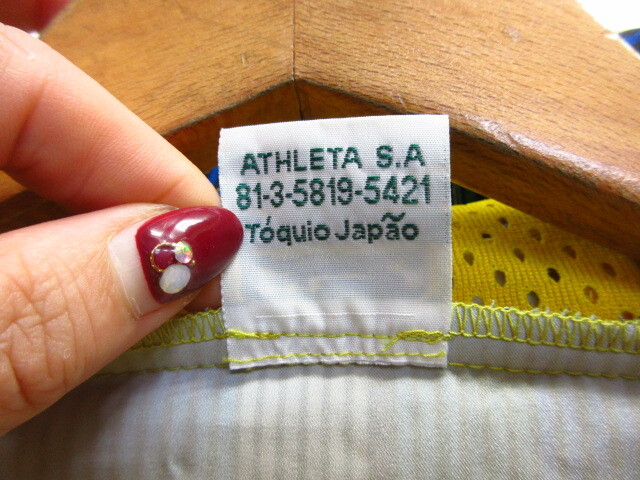 ATHLETA S.A
81-3-5819-5421
Tóquio Japão